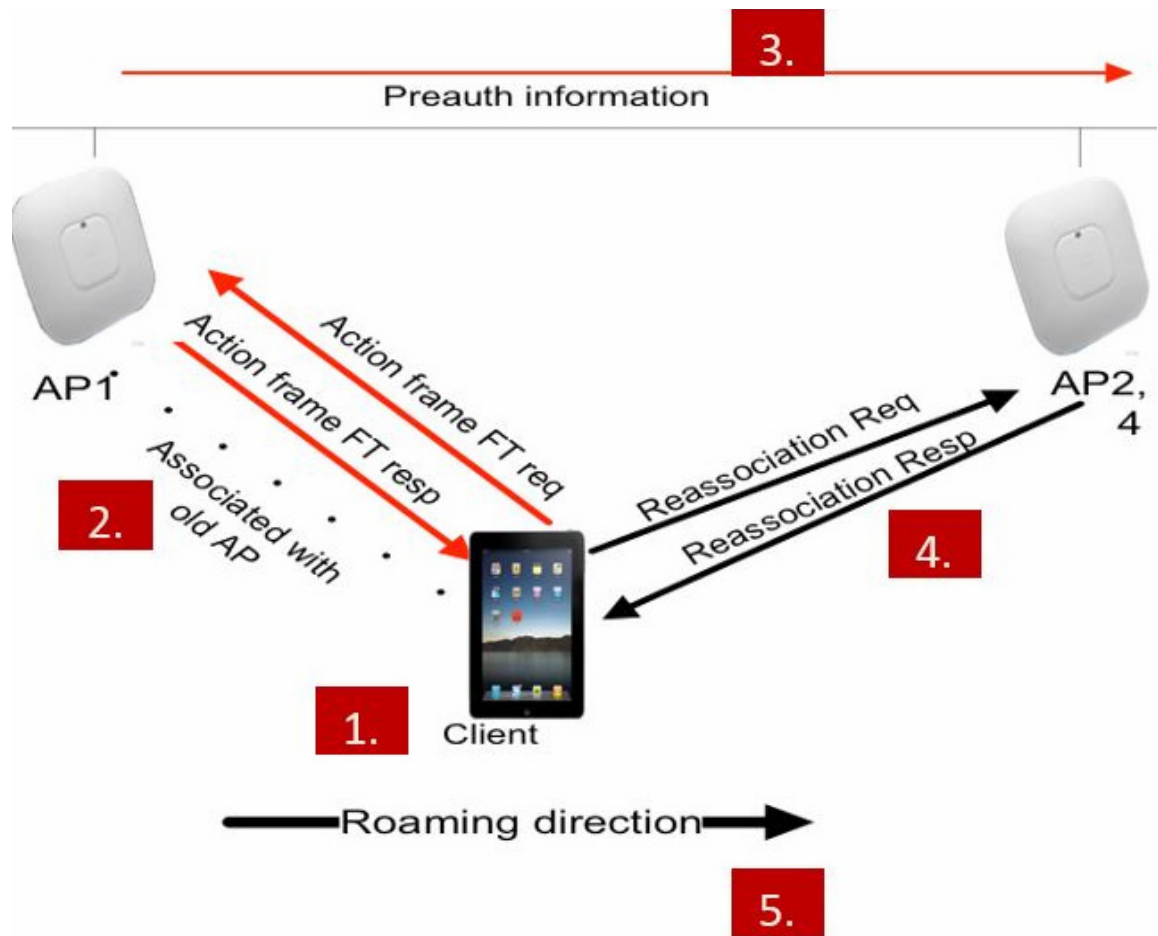 3.
Preauth information
AP1
AP2,
4
Action frame FT req
Action frame FT resp
Associated with
old AP
2.
Reassociation Req
Reassociation Resp
4.
1.
Client
Roaming direction
5.